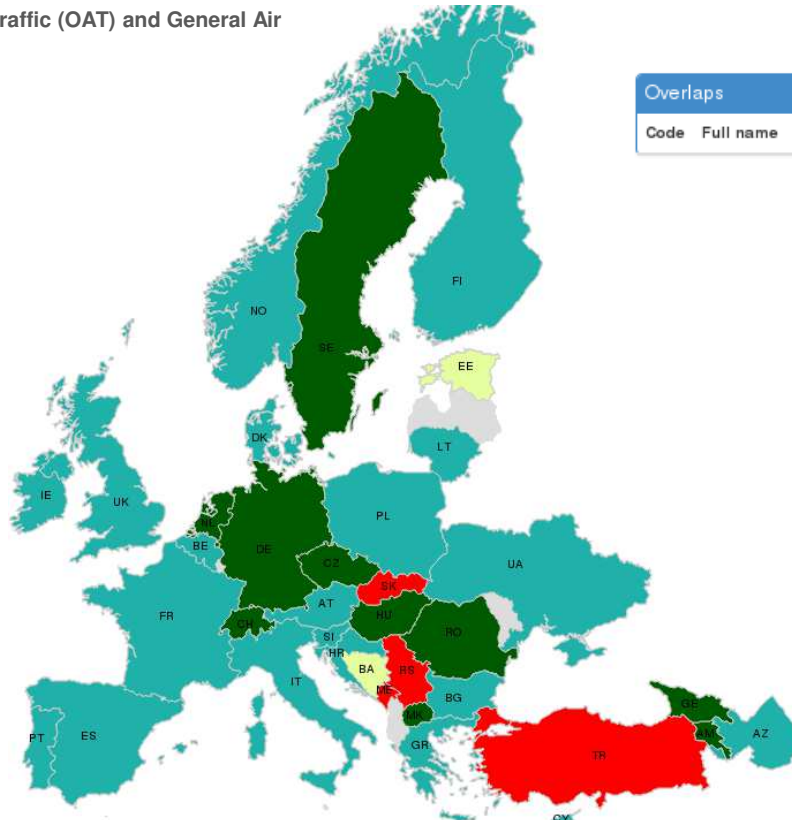 raffic (OAT) and General Air
Overlaps
Code Full name
NO
FI
SE
EE
DK
LT
IE
UK
NL
BE
DE
PL
CZ
UA
SK
FR
CH
AT
HU
RO
SI
HR
BA
RS
IT
ME
BG
MK
PT
ES
GR
TR
GE
AM
AZ
CY